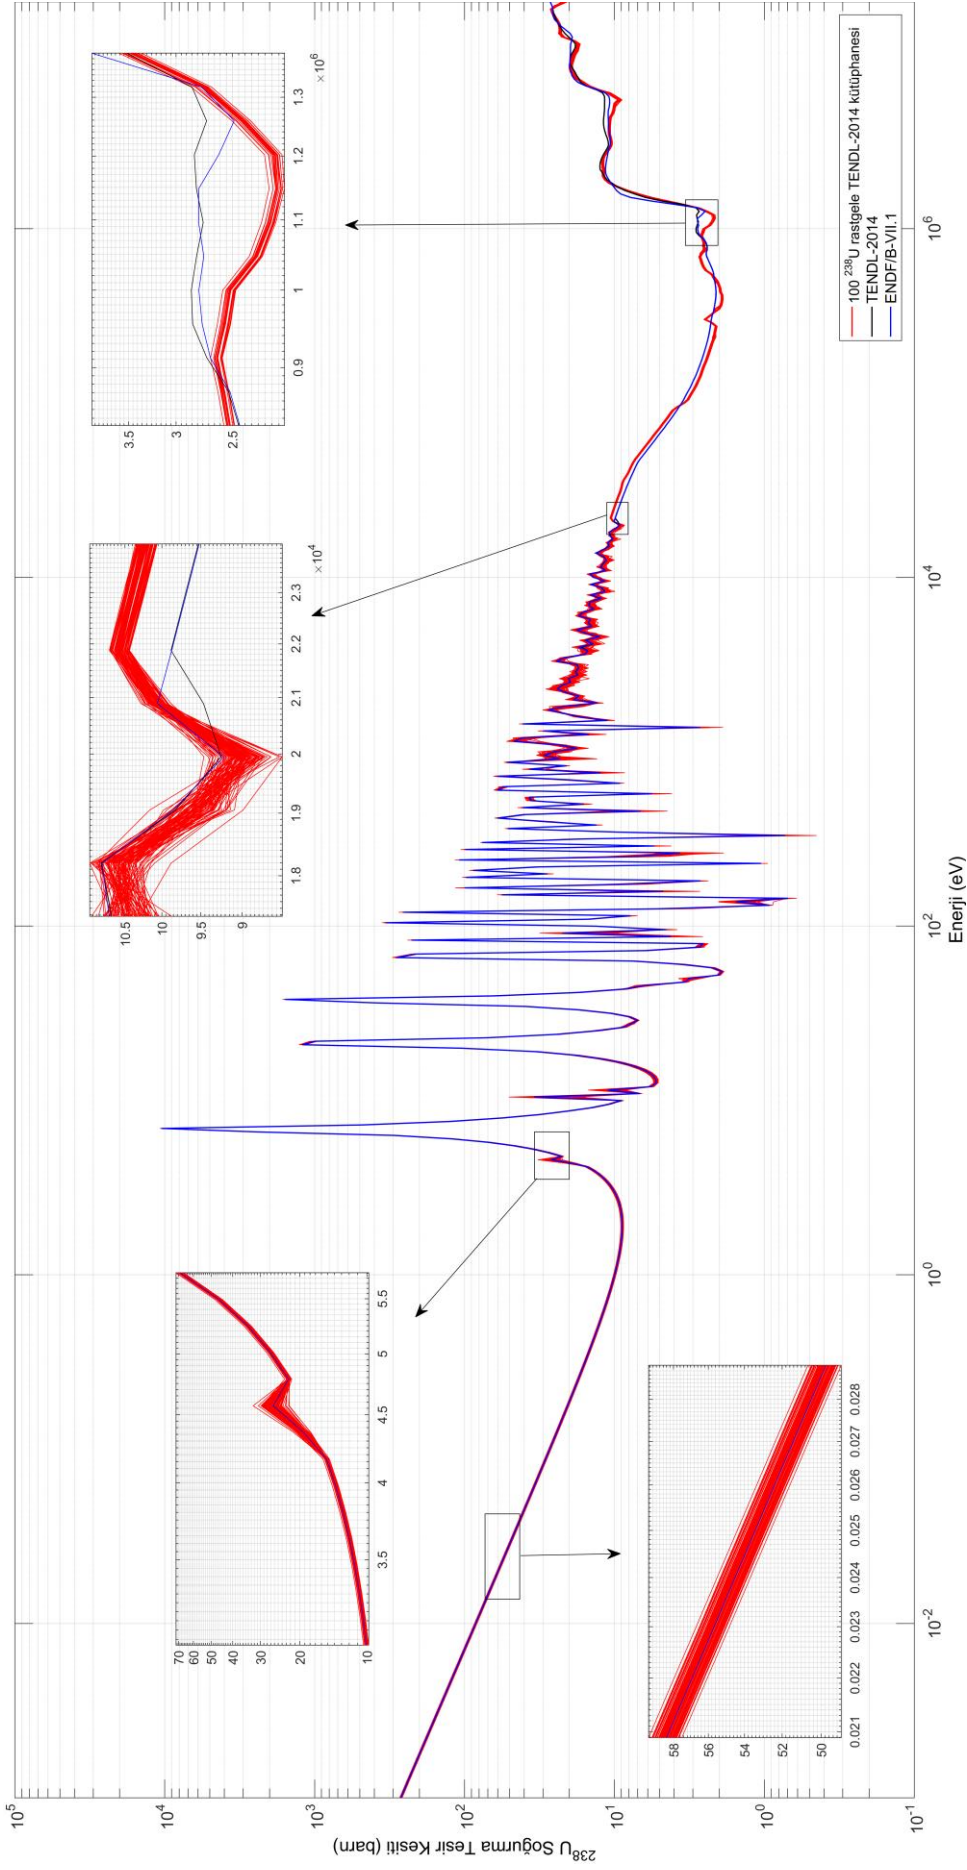 ²³⁸U Soğurma Tesir Kesiti (barn)
10⁵
10⁴
10³
10²
10¹
10⁰
10⁻¹
10⁻² 10⁰ 10² 10⁴ 10⁶
Enerji (eV)
70
60
50
40
30
20
10
3.5 4 4.5 5 5.5
10.5
10
9.5
9
1.8 1.9 2 2.1 2.2 2.3
×10⁴
3.5
3
2.5
0.9 1 1.1 1.2 1.3
×10⁶
58
56
54
52
50
0.021 0.022 0.023 0.024 0.025 0.026 0.027 0.028
100 ²³⁸U rastgele TENDL-2014 kütüphanesi
TENDL-2014
ENDF/B-VII.1